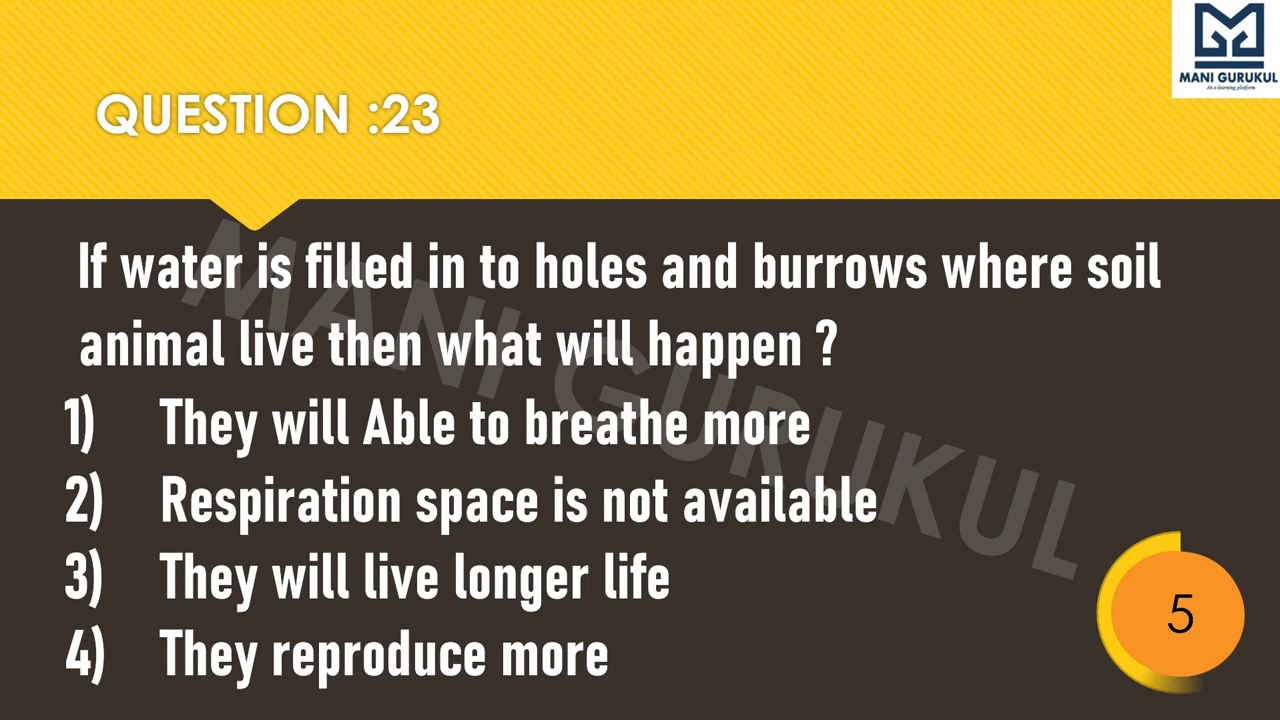 MANI GURUKUL
An e-learning platform
QUESTION :23
If water is filled in to holes and burrows where soil
animal live then what will happen ?
1) They will Able to breathe more
2) Respiration space is not available
3) They will live longer life
4) They reproduce more
5
MANI GURUKUL